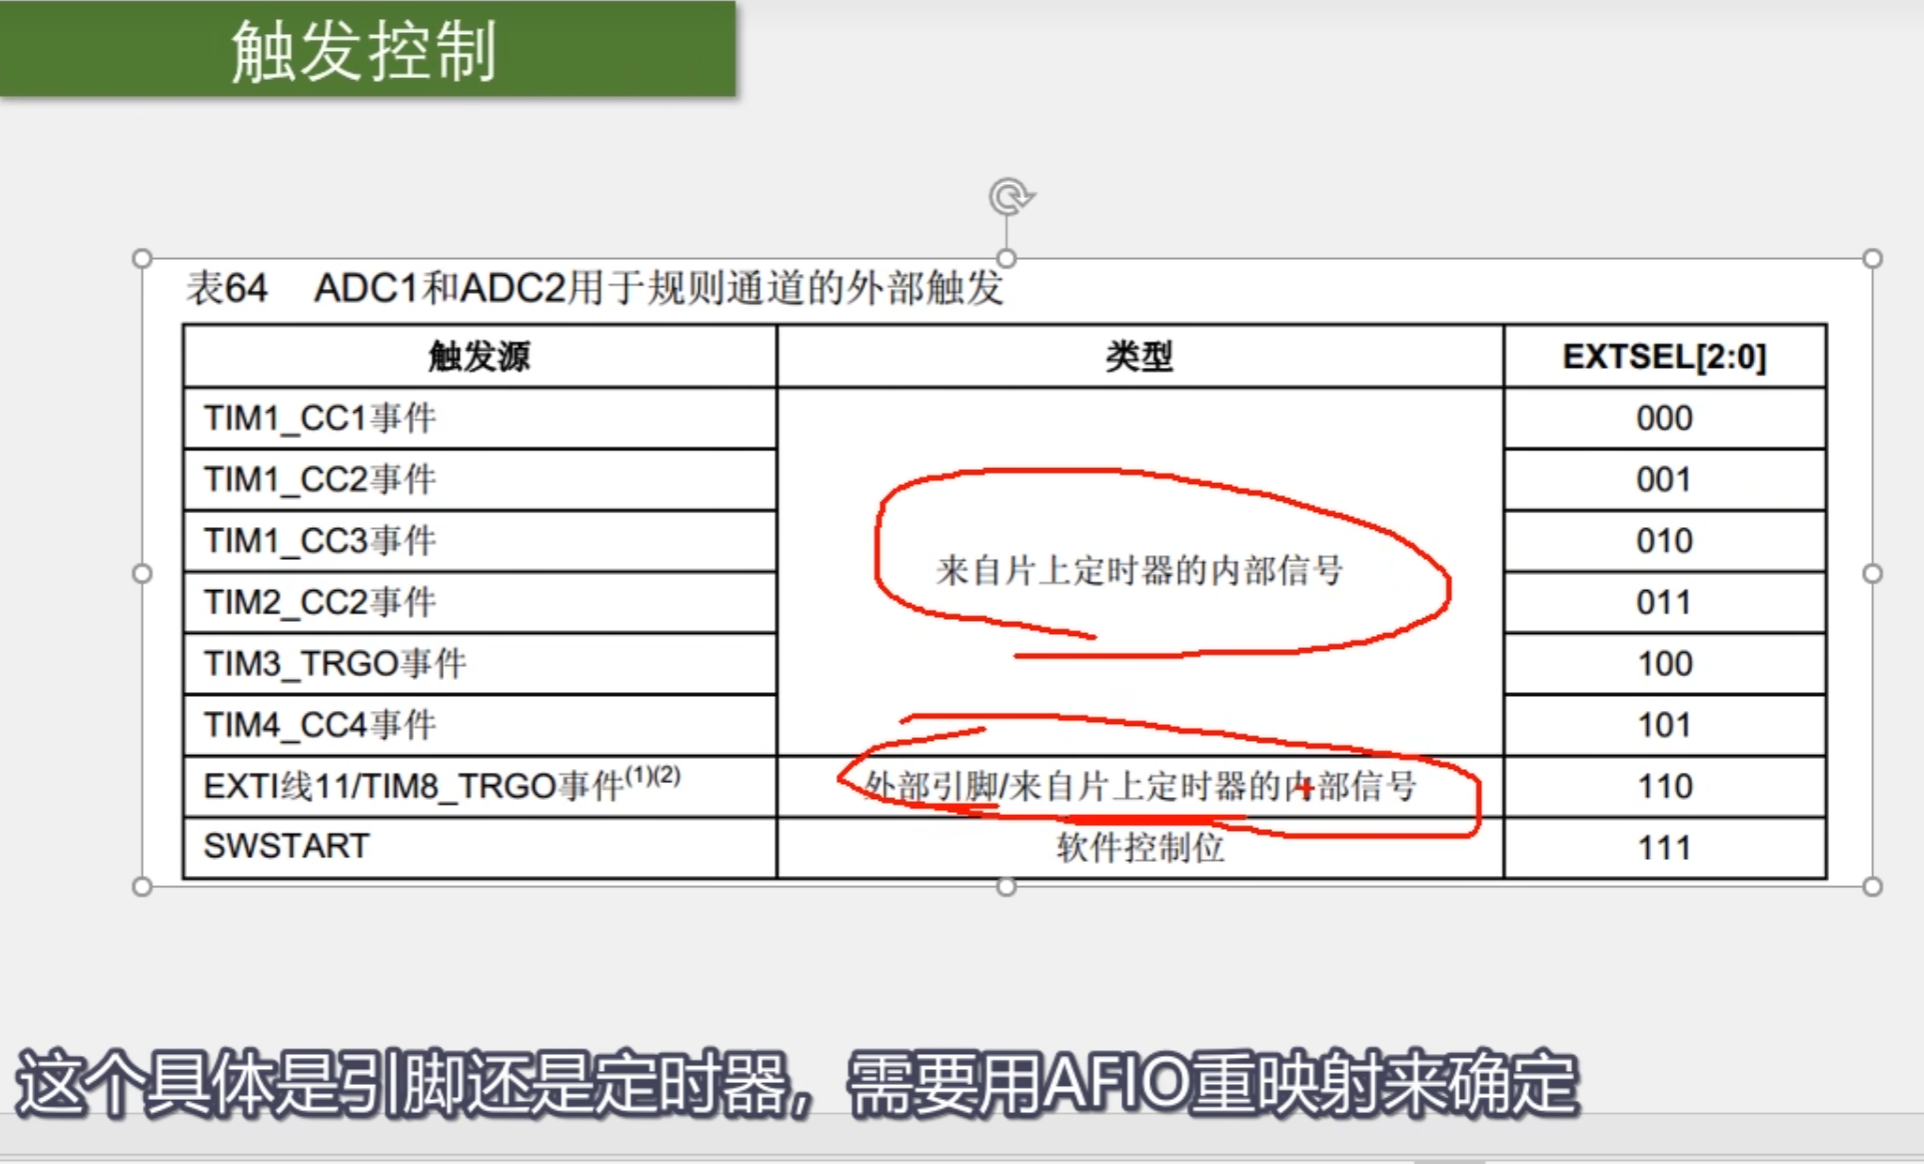 触发控制
表64 ADC1和ADC2用于规则通道的外部触发
触发源 类型 EXTSEL[2:0]
TIM1_CC1事件 000
TIM1_CC2事件 001
TIM1_CC3事件 010
来自片上定时器的内部信号
TIM2_CC2事件 011
TIM3_TRGO事件 100
TIM4_CC4事件 101
EXTI线11/TIM8_TRGO事件(1)(2) 外部引脚/来自片上定时器的内部信号 110
SWSTART 软件控制位 111
这个具体是引脚还是定时器，需要用AFIO重映射来确定